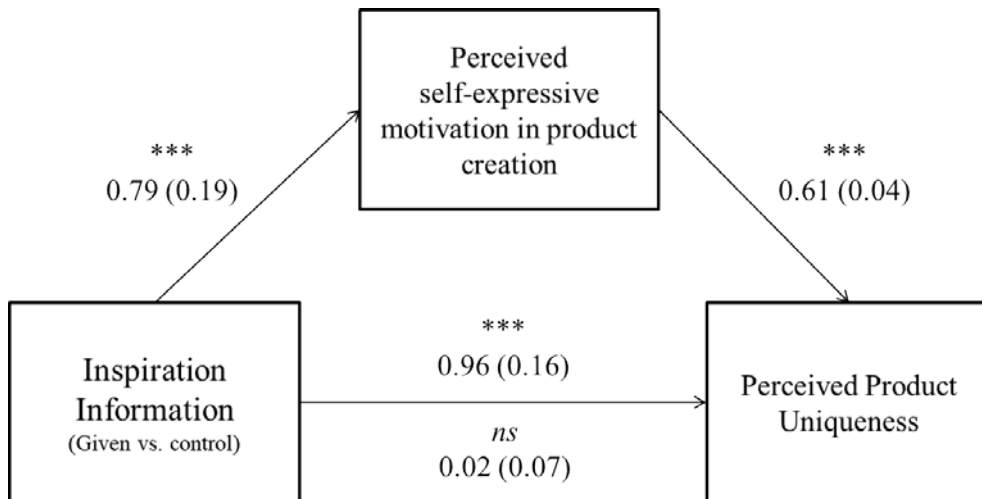 Perceived
self-expressive
motivation in product
creation
***
0.79 (0.19)
***
0.61 (0.04)
Inspiration
Information
(Given vs. control)
***
0.96 (0.16)
ns
0.02 (0.07)
Perceived Product
Uniqueness